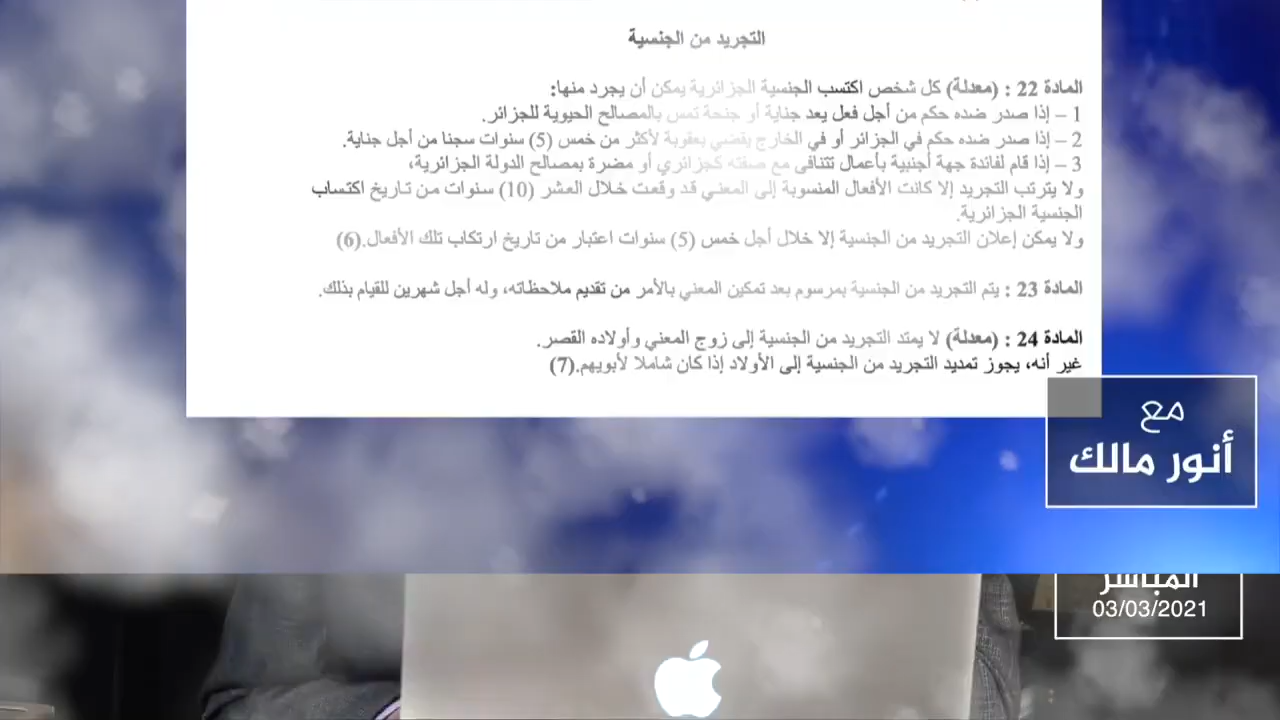 التجريد من الجنسية
المادة 22 : (معدلة) كل شخص اكتسب الجنسية الجزائرية يمكن أن يجرد منها:
1 – إذا صدر ضده حكم من أجل فعل يعد جناية أو جنحة تمس بالمصالح الحيوية للجزائر.
2 – إذا صدر ضده حكم في الجزائر أو في الخارج يقضي بعقوبة لأكثر من خمس (5) سنوات سجنا من أجل جناية.
3 – إذا قام لفائدة جهة أجنبية بأعمال تتنافى مع صفته كجزائري أو مضرة بمصالح الدولة الجزائرية،
ولا يترتب التجريد إلا كانت الأفعال المنسوبة إلى المعني قد وقعت خلال العشر (10) سنوات من تاريخ اكتساب
الجنسية الجزائرية.
ولا يمكن إعلان التجريد من الجنسية إلا خلال أجل خمس (5) سنوات اعتبار من تاريخ ارتكاب تلك الأفعال.(6)
المادة 23 : يتم التجريد من الجنسية بمرسوم بعد تمكين المعني بالأمر من تقديم ملاحظاته، وله أجل شهرين للقيام بذلك.
المادة 24 : (معدلة) لا يمتد التجريد من الجنسية إلى زوج المعني وأولاده القصر.
غير أنه، يجوز تمديد التجريد من الجنسية إلى الأولاد إذا كان شاملا لأبويهم.(7)
مع
أنور مالك
المباشر
03/03/2021